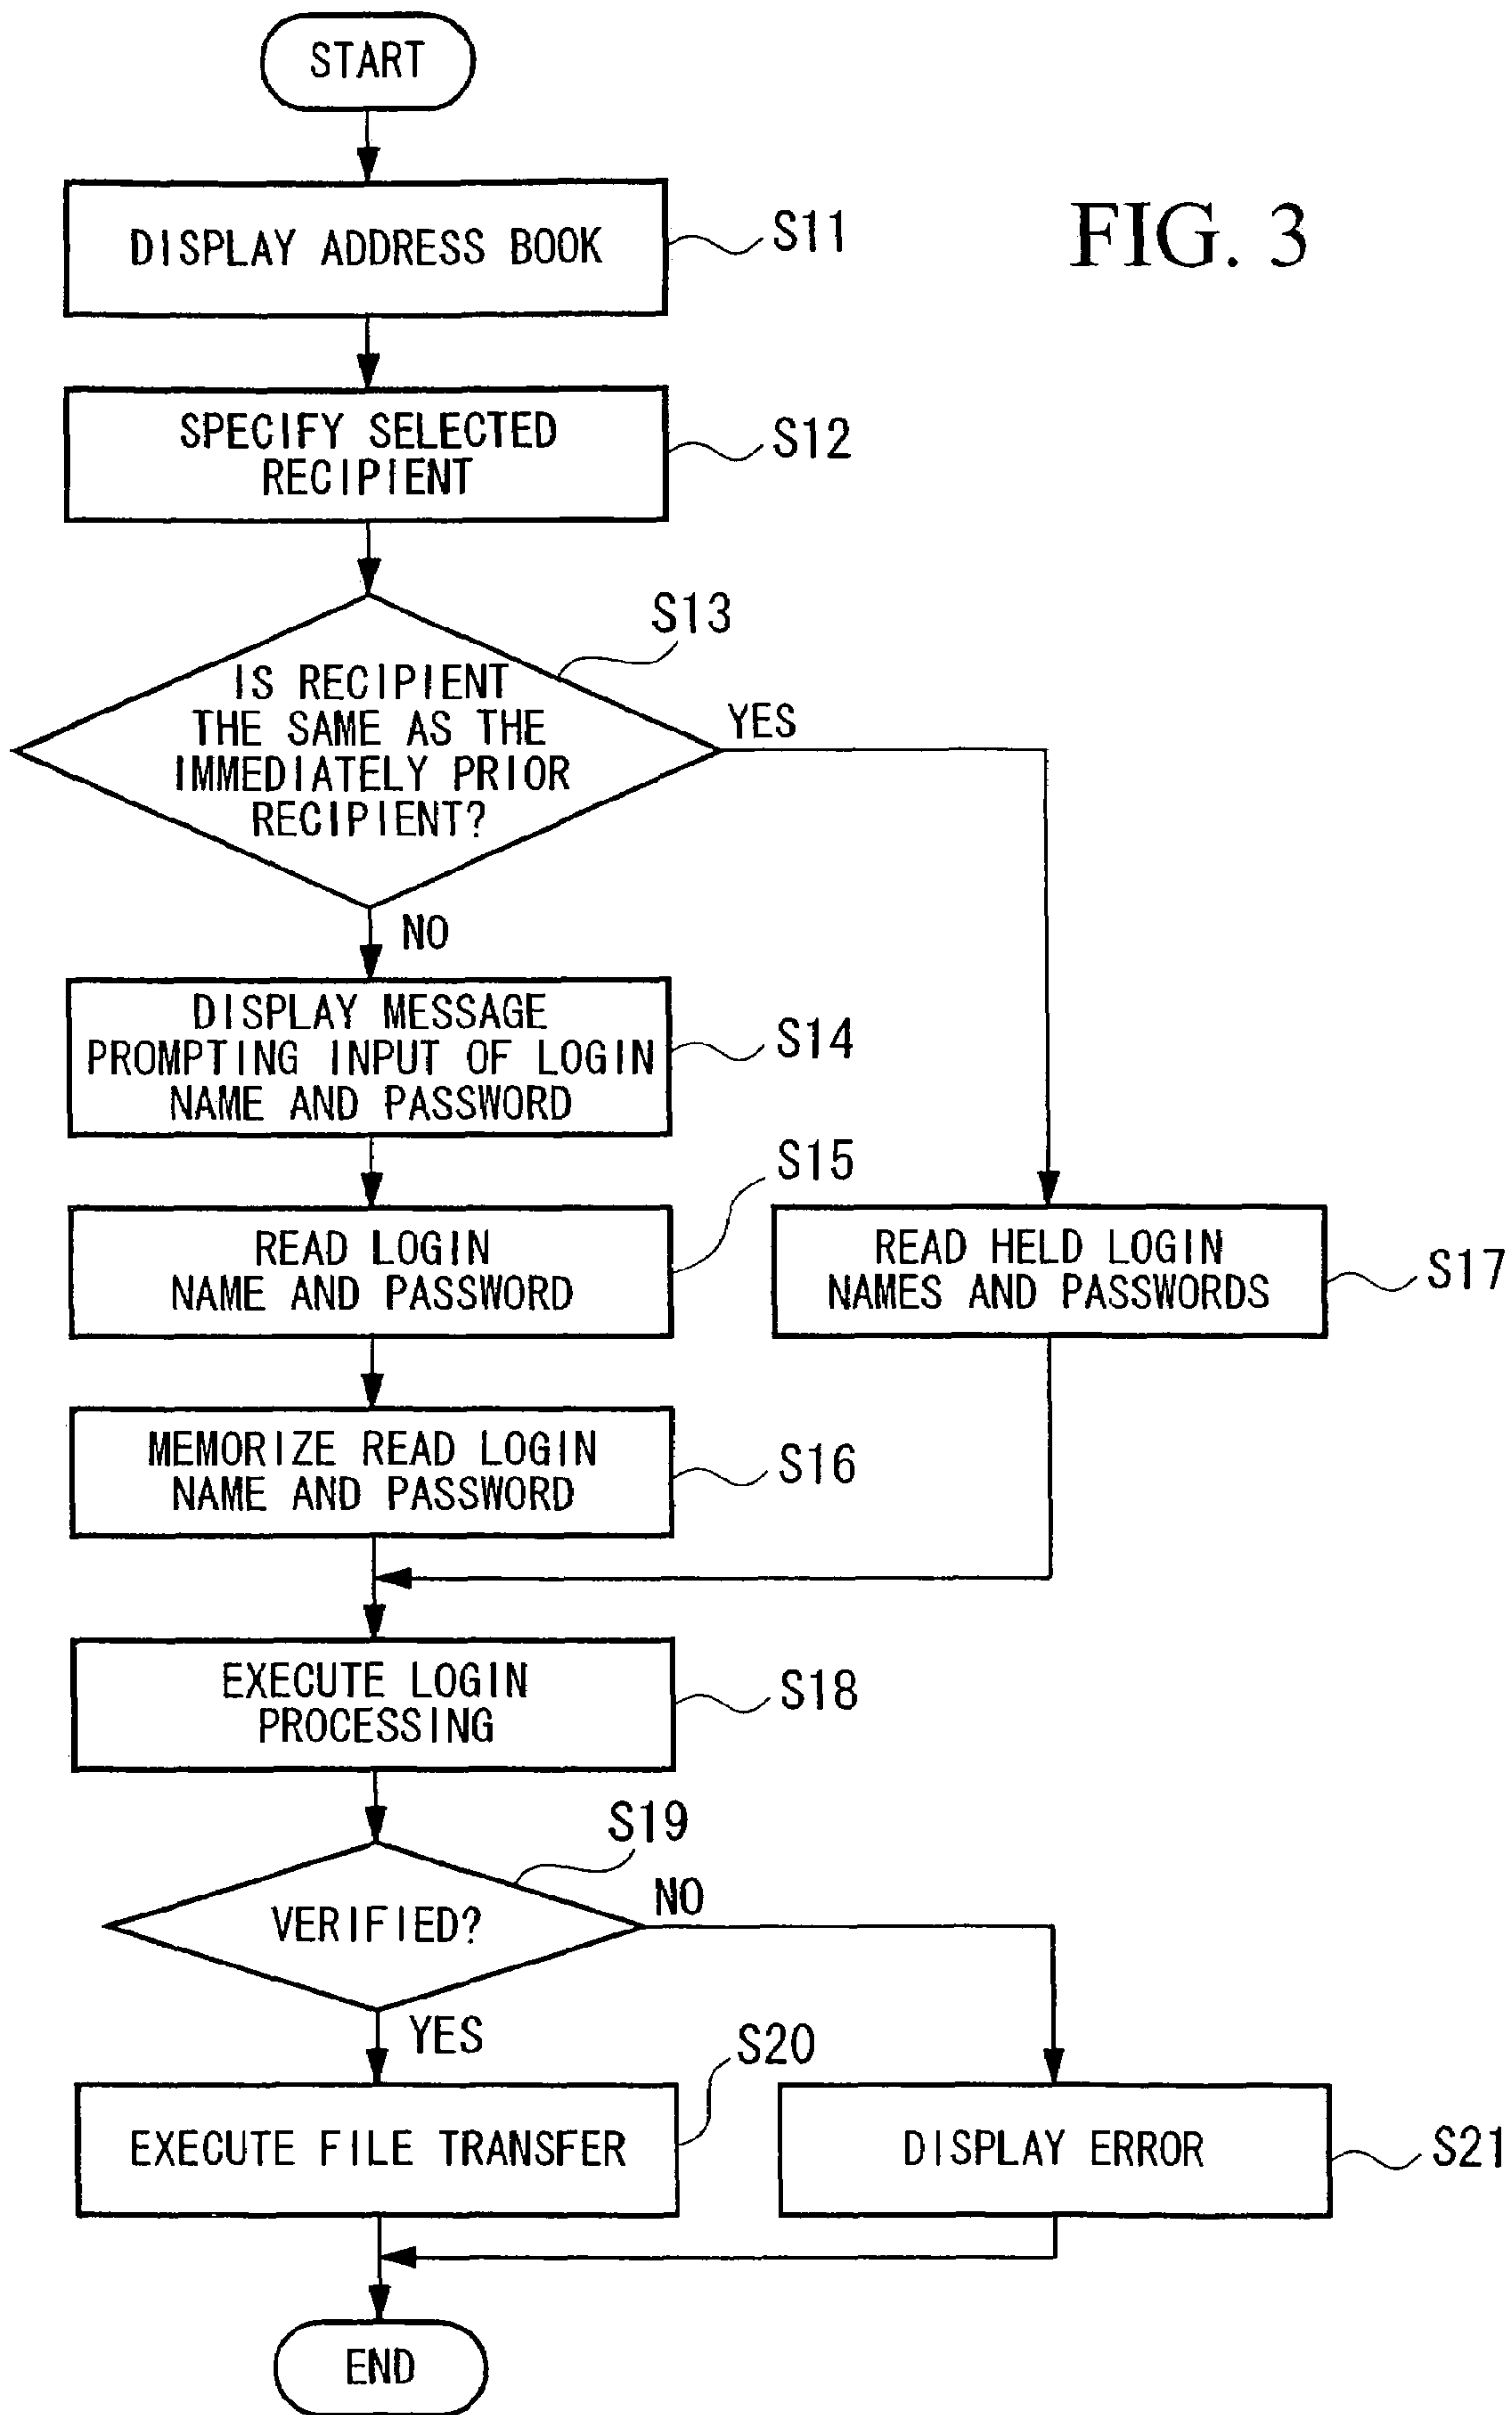 START
FIG. 3
DISPLAY ADDRESS BOOK
S11
SPECIFY SELECTED
RECIPIENT
S12
S13
IS RECIPIENT
THE SAME AS THE
IMMEDIATELY PRIOR
RECIPIENT?
YES
NO
DISPLAY MESSAGE
PROMPTING INPUT OF LOGIN
NAME AND PASSWORD
S14
S15
READ LOGIN
NAME AND PASSWORD
READ HELD LOGIN
NAMES AND PASSWORDS
S17
MEMORIZE READ LOGIN
NAME AND PASSWORD
S16
EXECUTE LOGIN
PROCESSING
S18
S19
VERIFIED?
NO
YES
S20
EXECUTE FILE TRANSFER
DISPLAY ERROR
S21
END